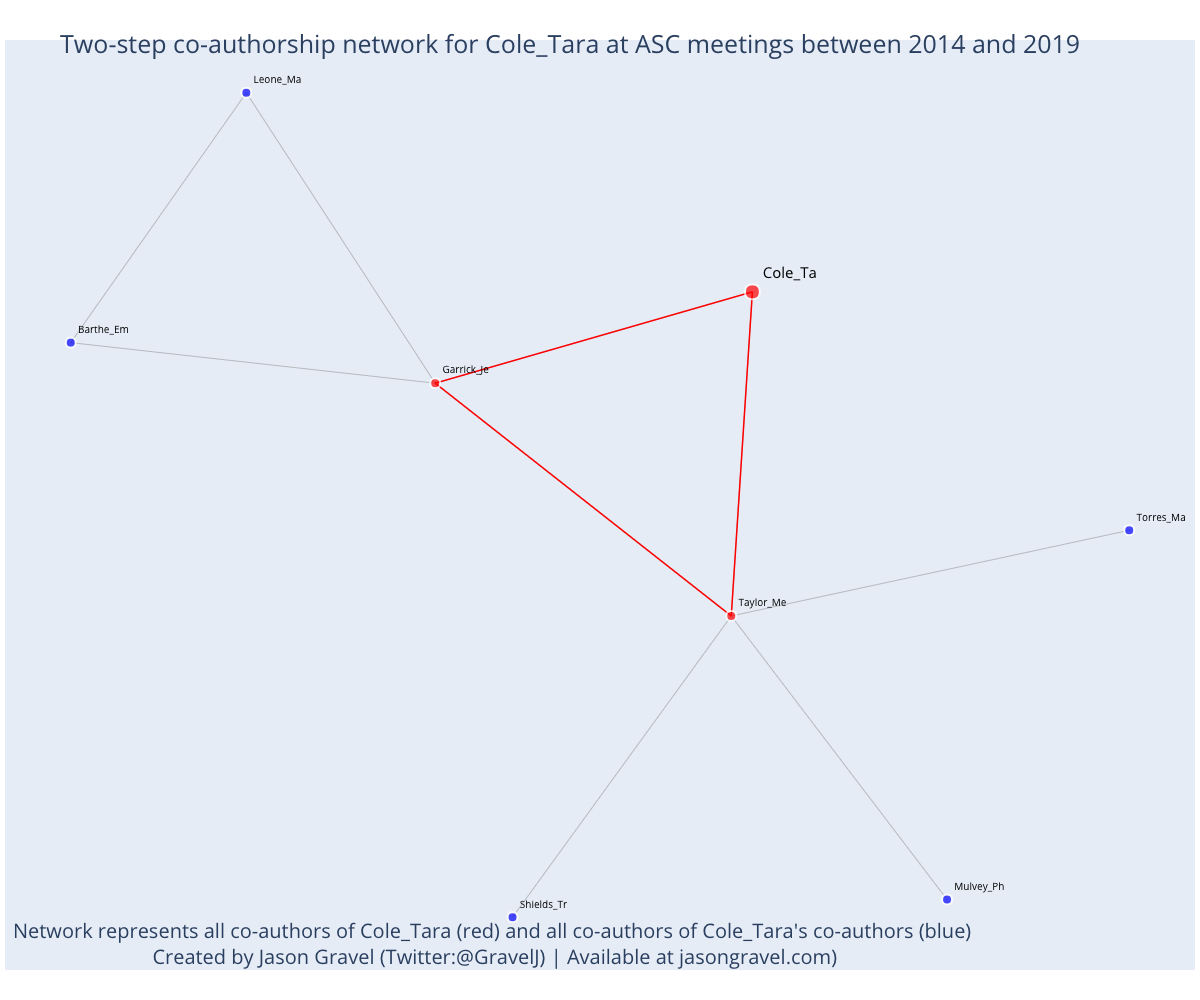 Two-step co-authorship network for Cole_Tara at ASC meetings between 2014 and 2019
Leone_Ma
Cole_Ta
Barthe_Em
Garrick_Je
Torres_Ma
Taylor_Me
Mulvey_Ph
Shields_Tr
Network represents all co-authors of Cole_Tara (red) and all co-authors of Cole_Tara's co-authors (blue)
Created by Jason Gravel (Twitter:@GravelJ) | Available at jasongravel.com)